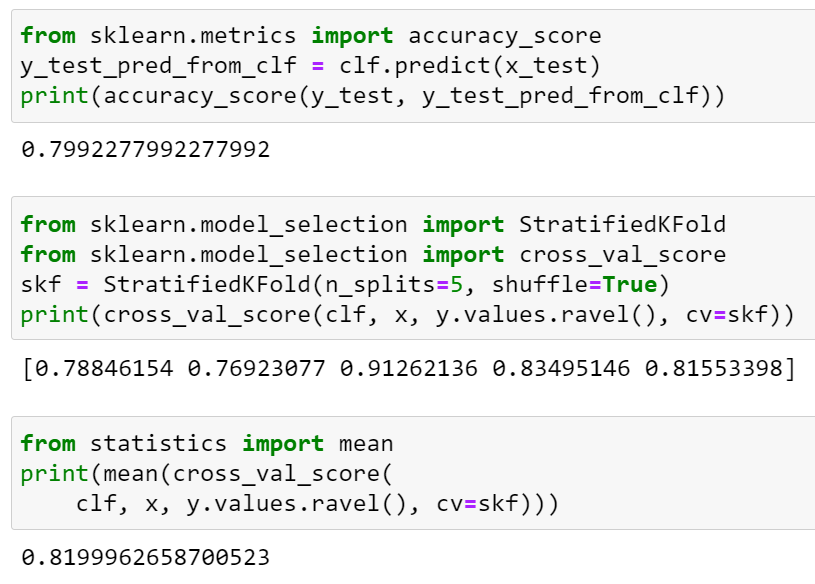 from sklearn.metrics import accuracy_score
y_test_pred_from_clf = clf.predict(x_test)
print(accuracy_score(y_test, y_test_pred_from_clf))
0.7992277992277992
from sklearn.model_selection import StratifiedKFold
from sklearn.model_selection import cross_val_score
skf = StratifiedKFold(n_splits=5, shuffle=True)
print(cross_val_score(clf, x, y.values.ravel(), cv=skf))
[0.78846154 0.76923077 0.91262136 0.83495146 0.81553398]
from statistics import mean
print(mean(cross_val_score(
    clf, x, y.values.ravel(), cv=skf)))
0.8199962658700523